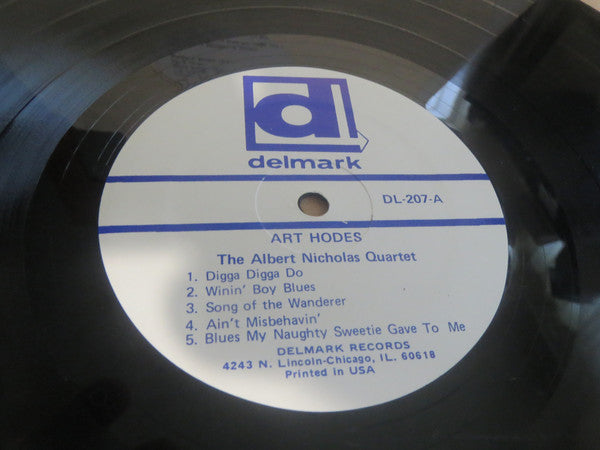 d
delmark
DL-207-A
ART HODES
The Albert Nicholas Quartet
1. Digga Digga Do
2. Winin' Boy Blues
3. Song of the Wanderer
4. Ain't Misbehavin'
5. Blues My Naughty Sweetie Gave To Me
DELMARK RECORDS
4243 N. Lincoln-Chicago, IL. 60618
Printed in USA